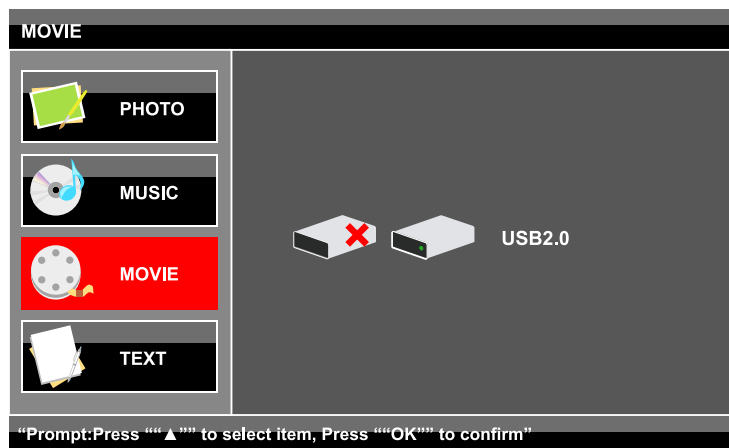 MOVIE
PHOTO
MUSIC
MOVIE
TEXT
USB2.0
“Prompt:Press ““▲”” to select item, Press ““OK”” to confirm”